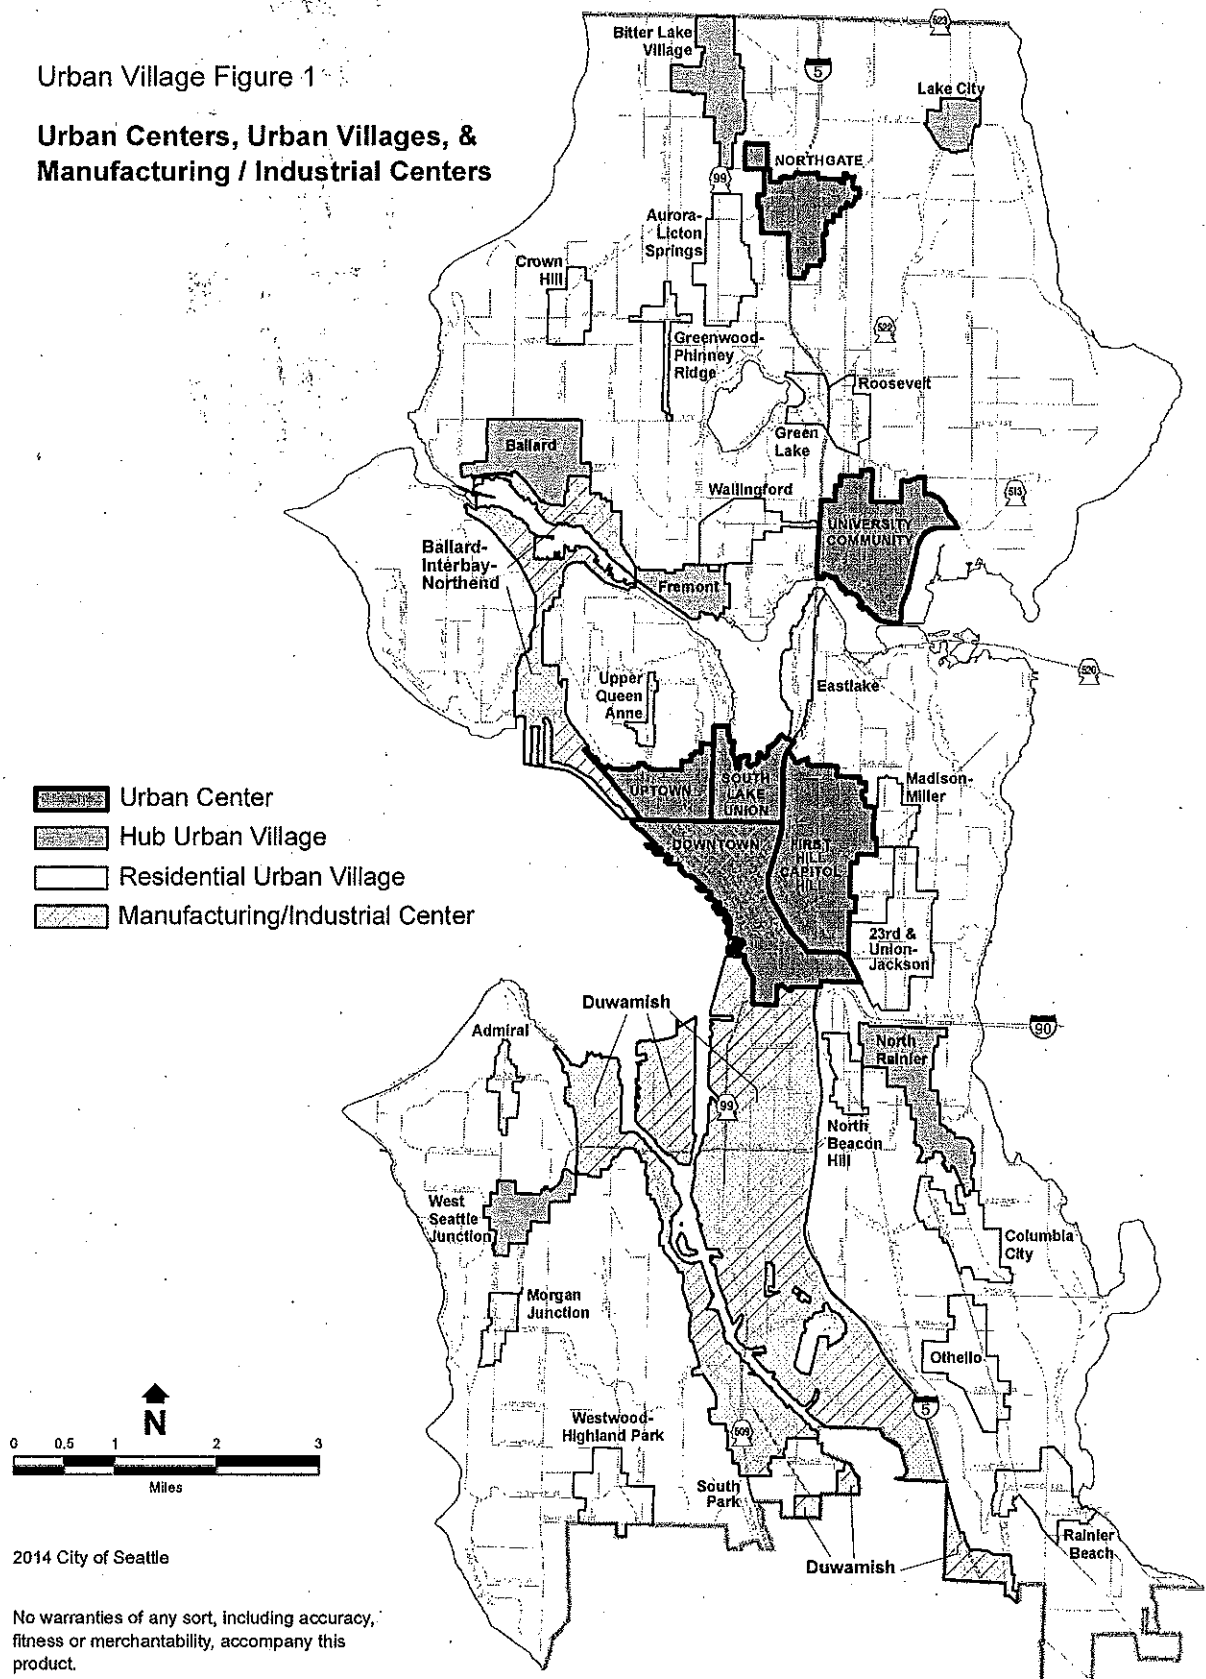 Urban Village Figure 1
Urban Centers, Urban Villages, &
Manufacturing / Industrial Centers
Bitter Lake
Village
523
5
Lake City
NORTHGATE
99
Aurora-
Licton
Springs
Crown
Hill
522
Greenwood-
Phinney
Ridge
Roosevelt
Green
Lake
Ballard
Wallingford
513
UNIVERSITY
COMMUNITY
Ballard-
Interbay-
Northend
Fremont
520
Upper
Queen
Anne
Eastlake
UPTOWN
SOUTH
LAKE
UNION
Madison-
Miller
DOWNTOWN
FIRST
HILL
CAPITOL
HILL
23rd &
Union-
Jackson
Urban Center
Hub Urban Village
Residential Urban Village
Manufacturing/Industrial Center
Duwamish
Admiral
90
North
Rainier
99
North
Beacon
Hill
West
Seattle
Junction
Columbia
City
Morgan
Junction
Othello
5
N
0 0.5 1 2 3
Miles
Westwood-
Highland Park
509
South
Park
Rainier
Beach
Duwamish
2014 City of Seattle
No warranties of any sort, including accuracy,
fitness or merchantability, accompany this
product.